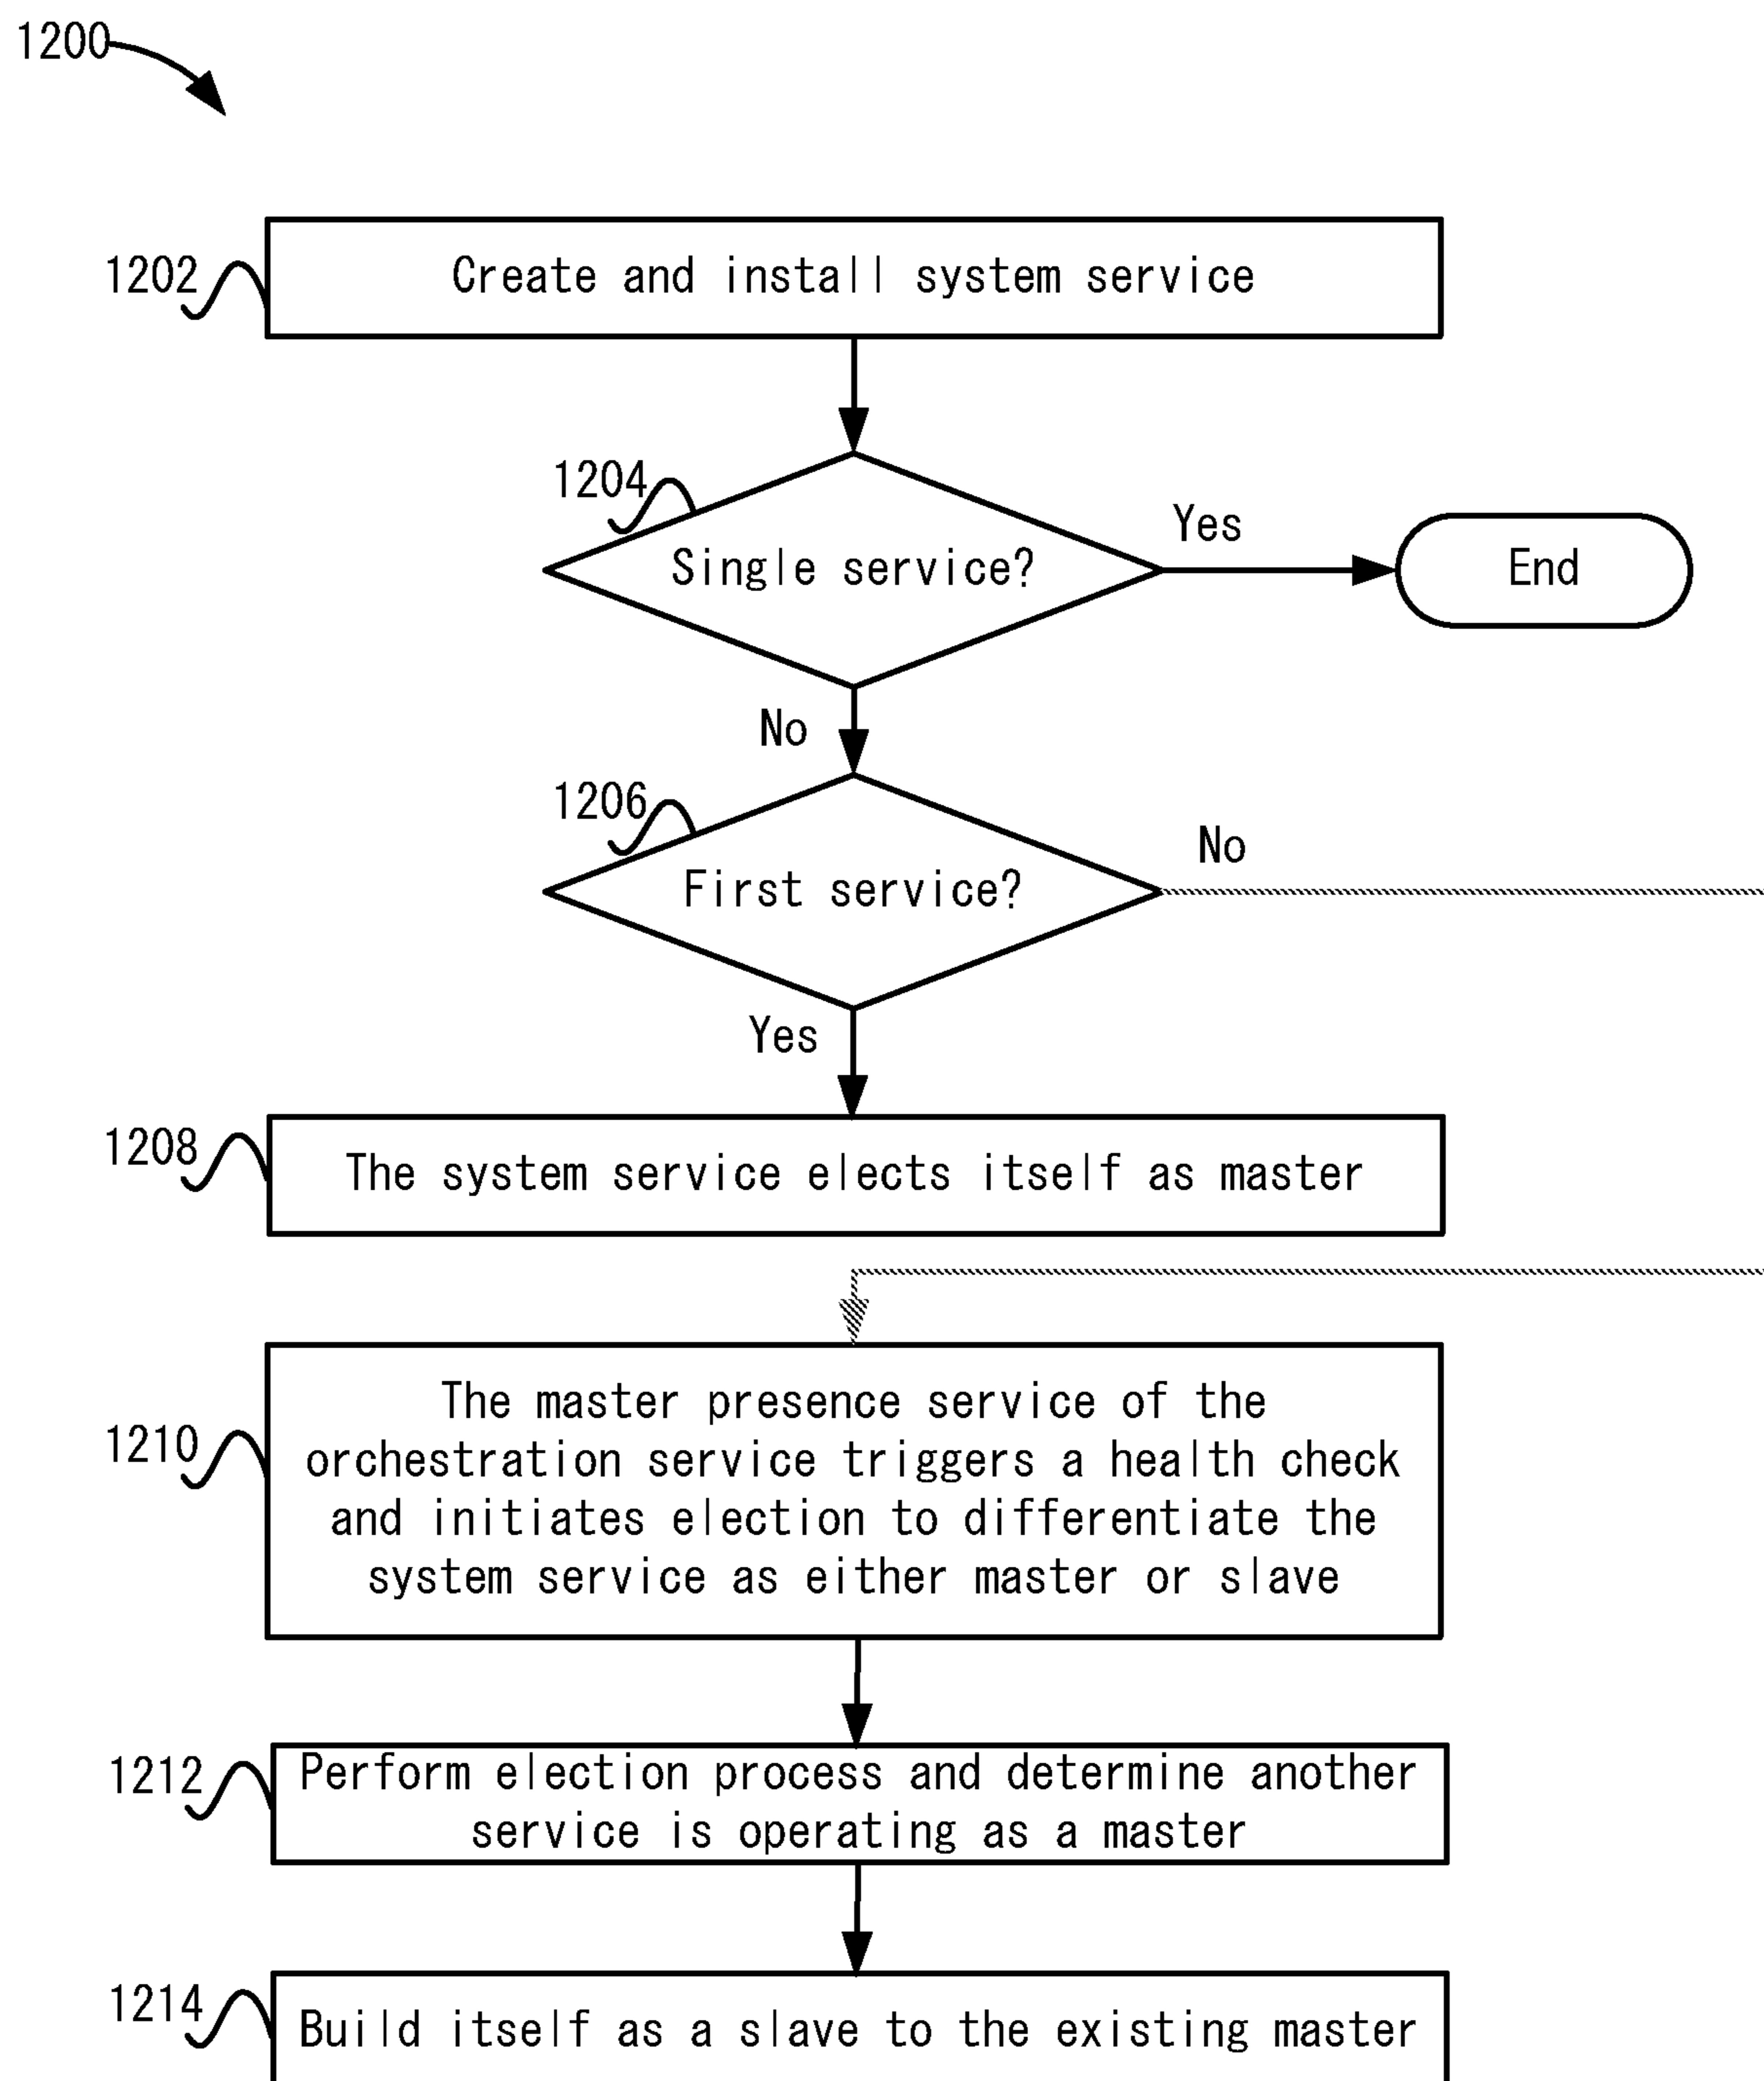 1200
1202
Create and install system service
1204
Single service?
Yes
End
No
1206
First service?
No
Yes
1208
The system service elects itself as master
1210
The master presence service of the
orchestration service triggers a health check
and initiates election to differentiate the
system service as either master or slave
1212
Perform election process and determine another
service is operating as a master
1214
Build itself as a slave to the existing master